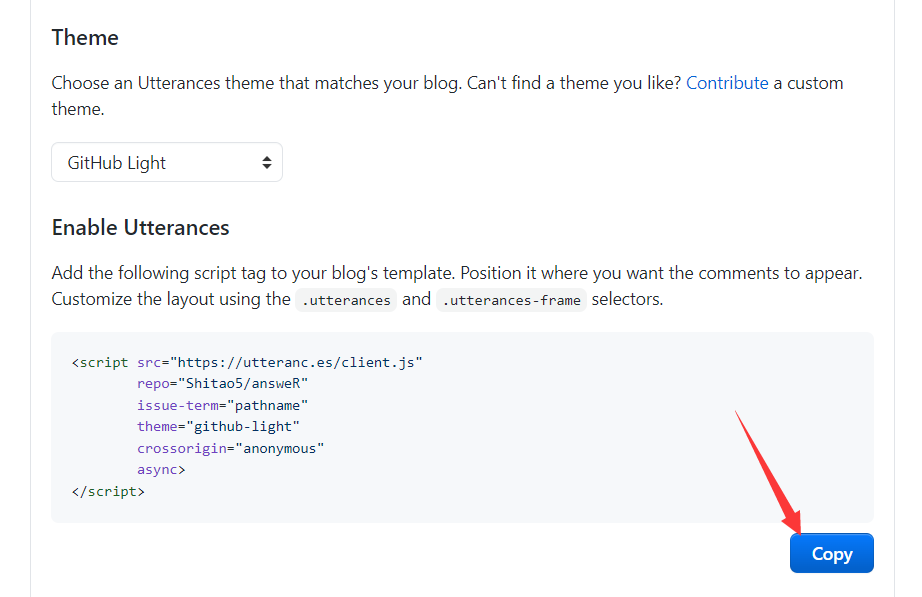 Theme
Choose an Utterances theme that matches your blog. Can't find a theme you like? Contribute a custom
theme.
GitHub Light
Enable Utterances
Add the following script tag to your blog's template. Position it where you want the comments to appear.
Customize the layout using the .utterances and .utterances-frame selectors.
<script src="https://utteranc.es/client.js"
        repo="Shitao5/answeR"
        issue-term="pathname"
        theme="github-light"
        crossorigin="anonymous"
        async>
</script>
Copy